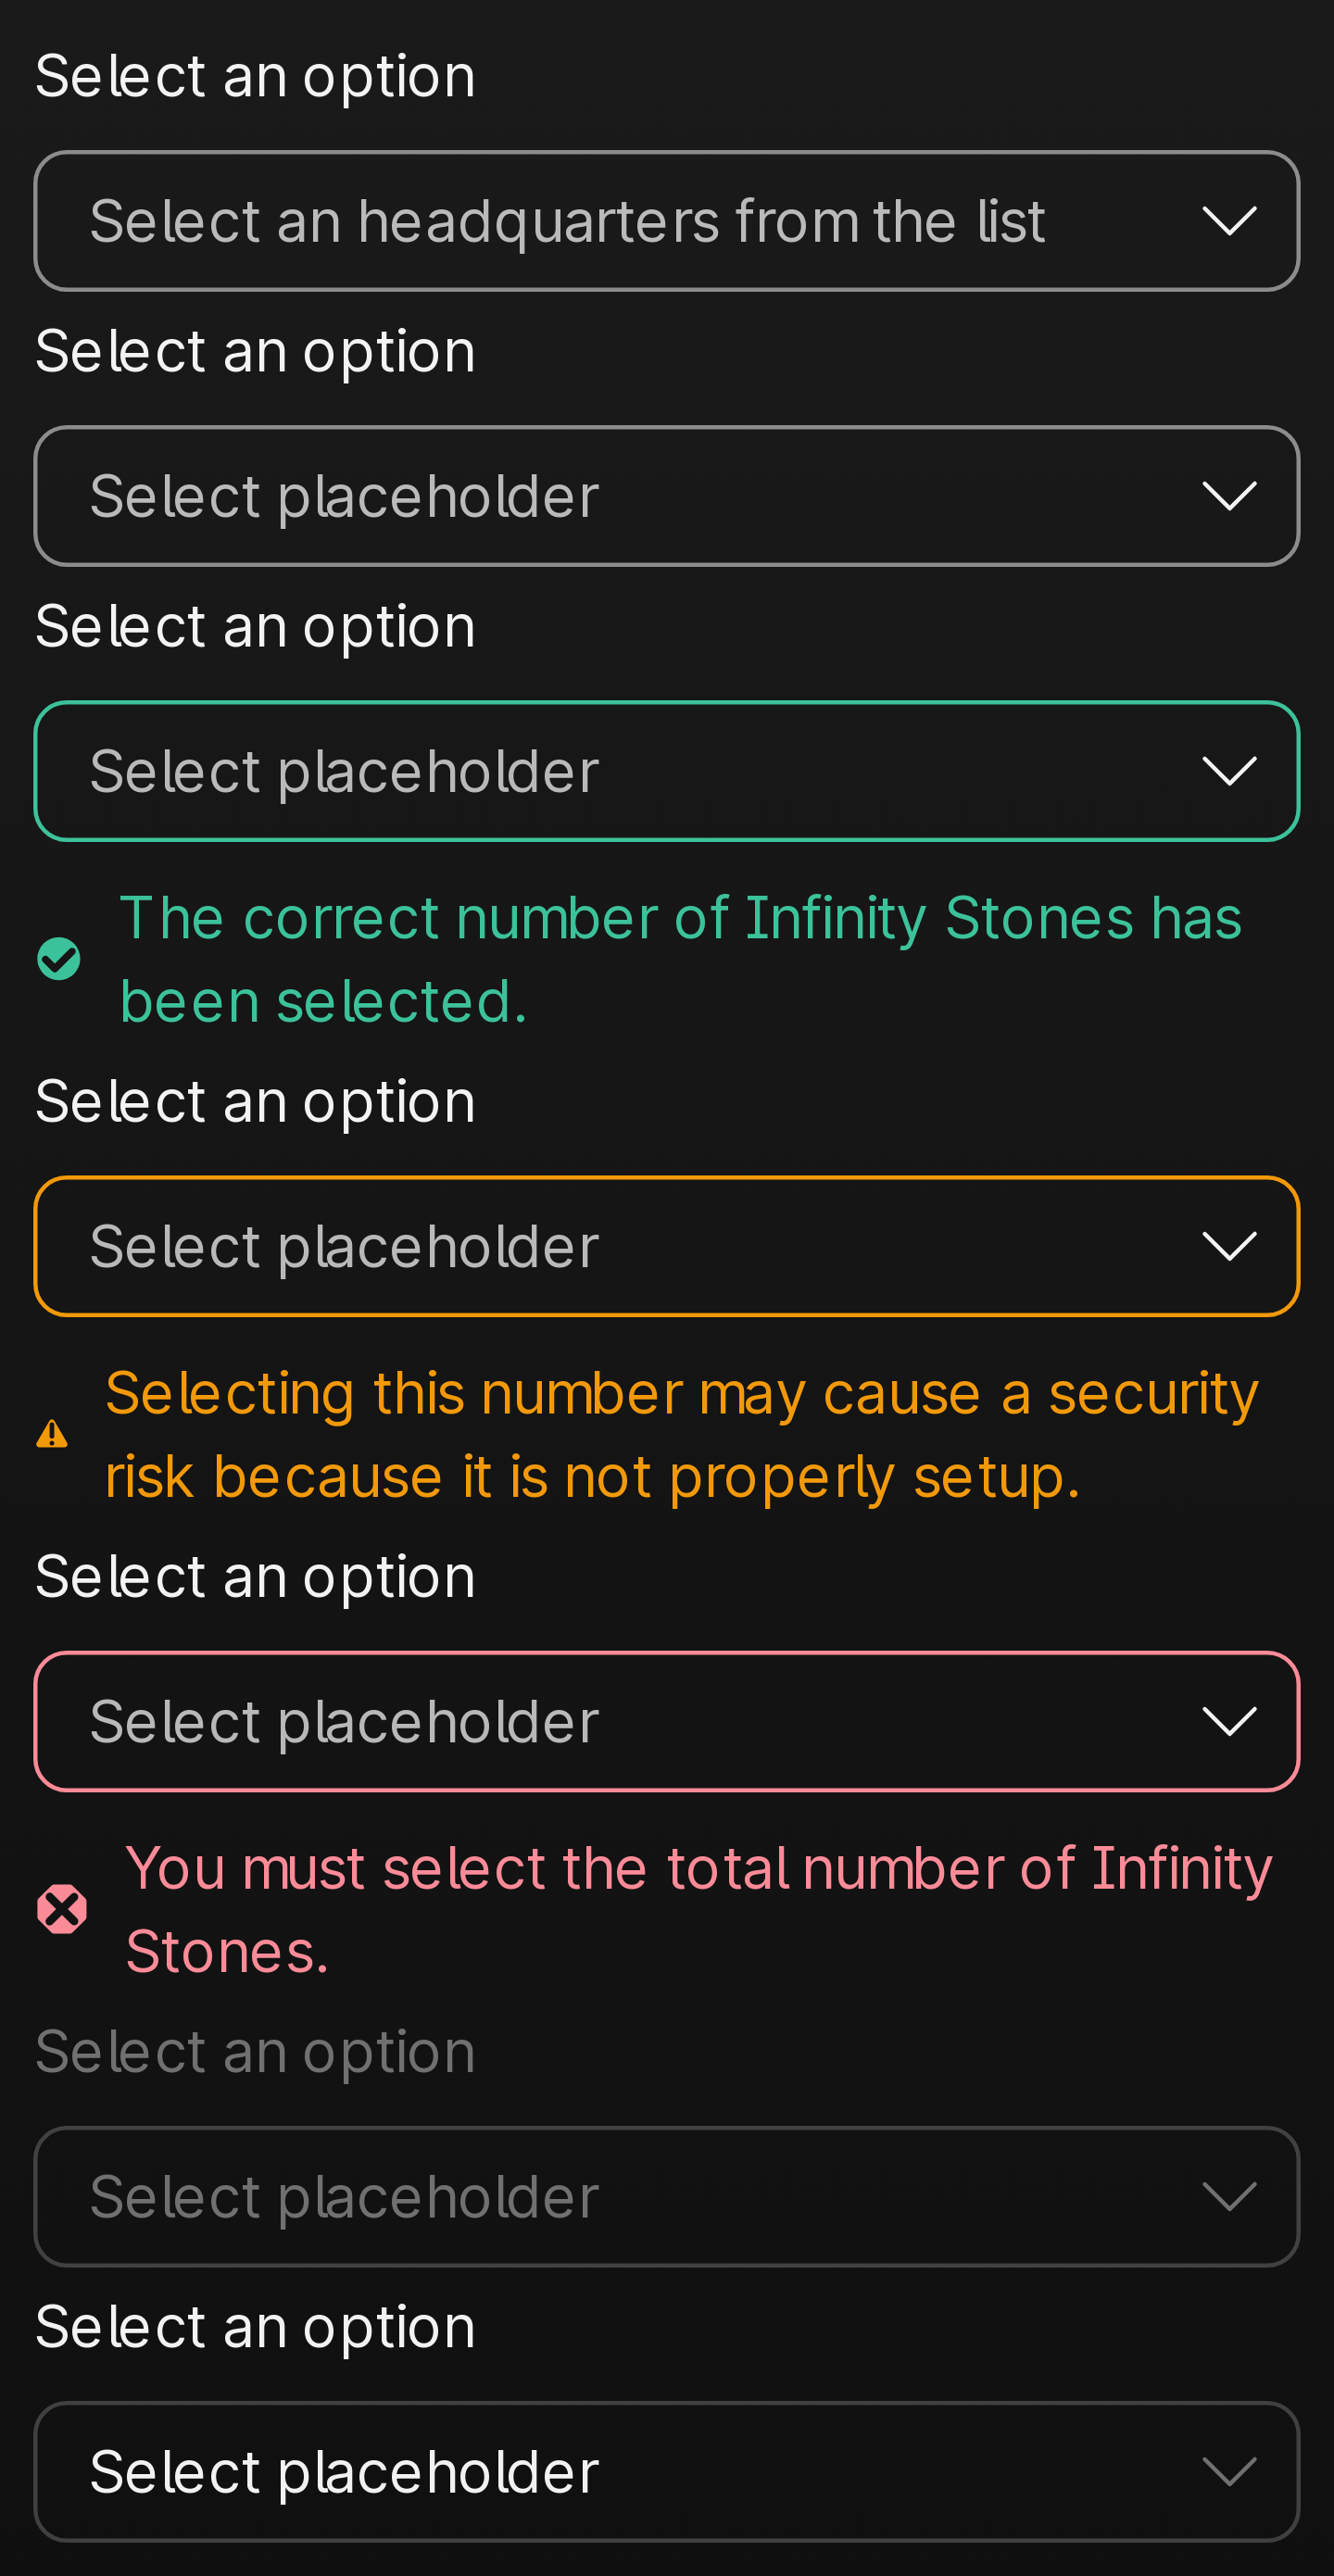 Select an option
Select an headquarters from the list
Select an option
Select placeholder
Select an option
Select placeholder
The correct number of Infinity Stones has
been selected.
Select an option
Select placeholder
Selecting this number may cause a security
risk because it is not properly setup.
Select an option
Select placeholder
You must select the total number of Infinity
Stones.
Select an option
Select placeholder
Select an option
Select placeholder